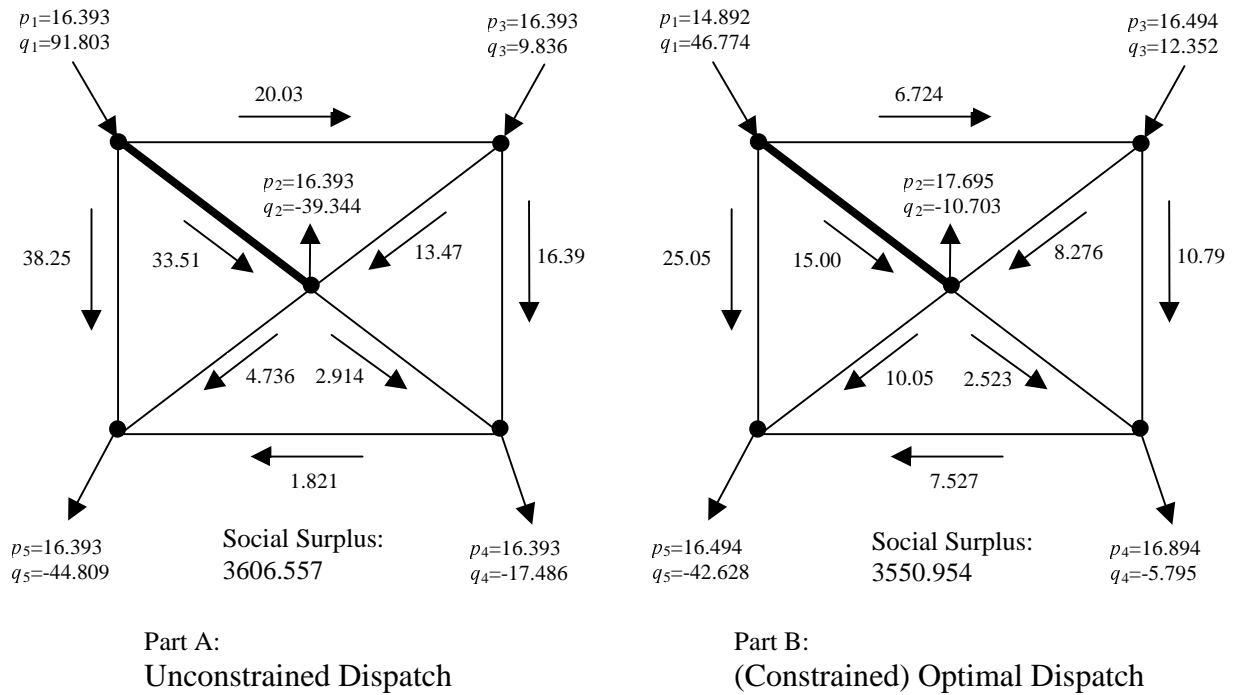 p1=16.393
q1=91.803
p3=16.393
q3=9.836
20.03
p2=16.393
q2=-39.344
38.25
33.51
13.47
16.39
4.736
2.914
1.821
p5=16.393
q5=-44.809
Social Surplus:
3606.557
p4=16.393
q4=-17.486
Part A:
Unconstrained Dispatch
p1=14.892
q1=46.774
p3=16.494
q3=12.352
6.724
p2=17.695
q2=-10.703
25.05
15.00
8.276
10.79
10.05
2.523
7.527
p5=16.494
q5=-42.628
Social Surplus:
3550.954
p4=16.894
q4=-5.795
Part B:
(Constrained) Optimal Dispatch